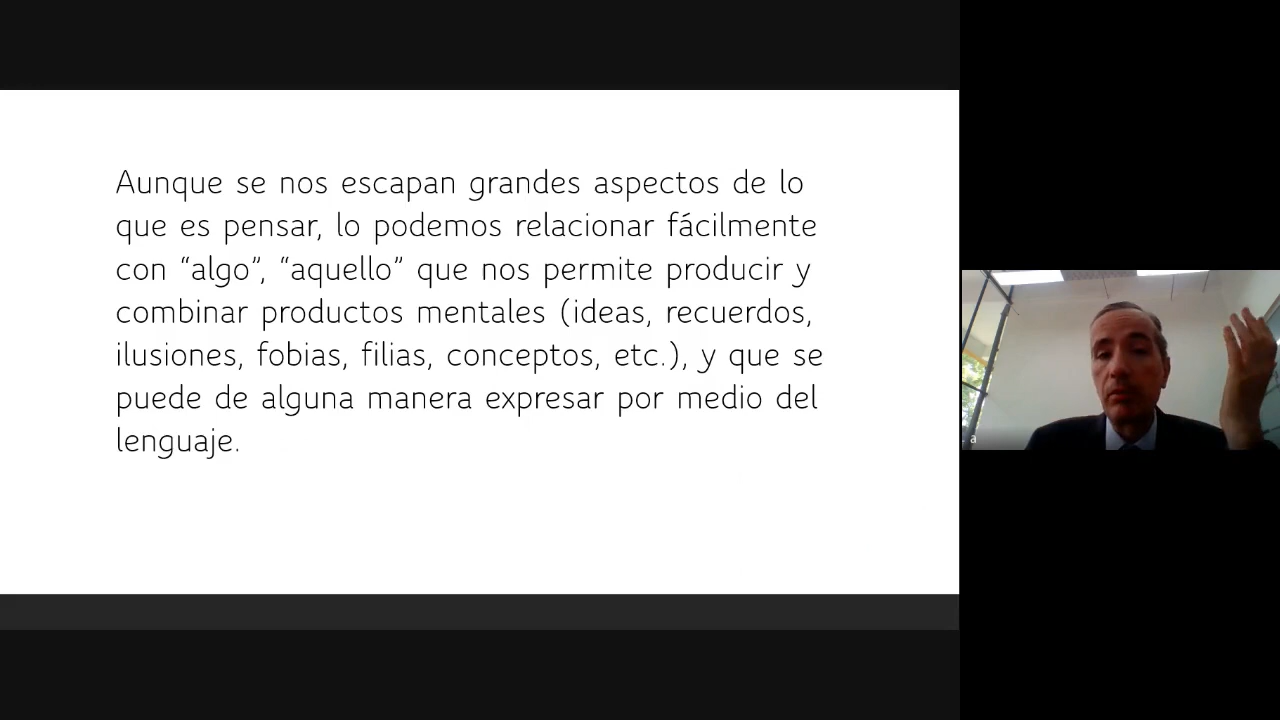 Aunque se nos escapan grandes aspectos de lo
que es pensar, lo podemos relacionar fácilmente
con “algo”, “aquello” que nos permite producir y
combinar productos mentales (ideas, recuerdos,
ilusiones, fobias, filias, conceptos, etc.), y que se
puede de alguna manera expresar por medio del
lenguaje.
a